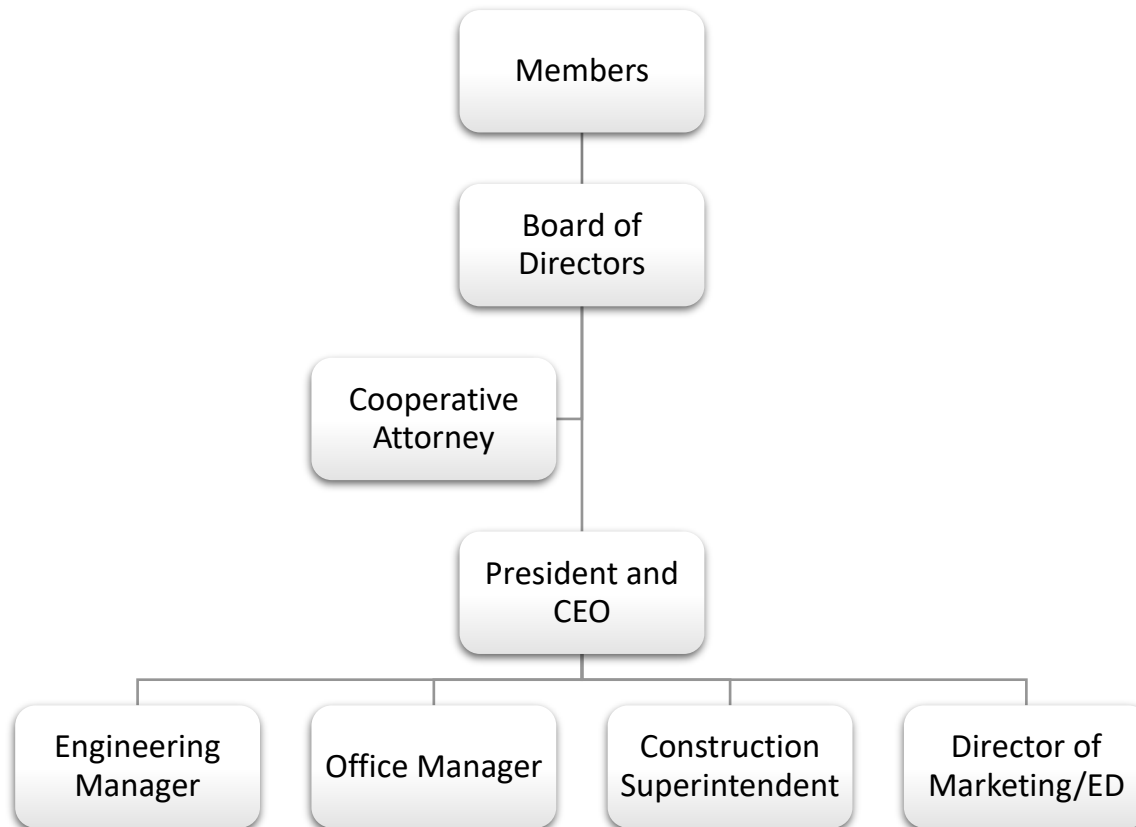 Members
Board of
Directors
Cooperative
Attorney
President and
CEO
Engineering
Manager
Office Manager
Construction
Superintendent
Director of
Marketing/ED